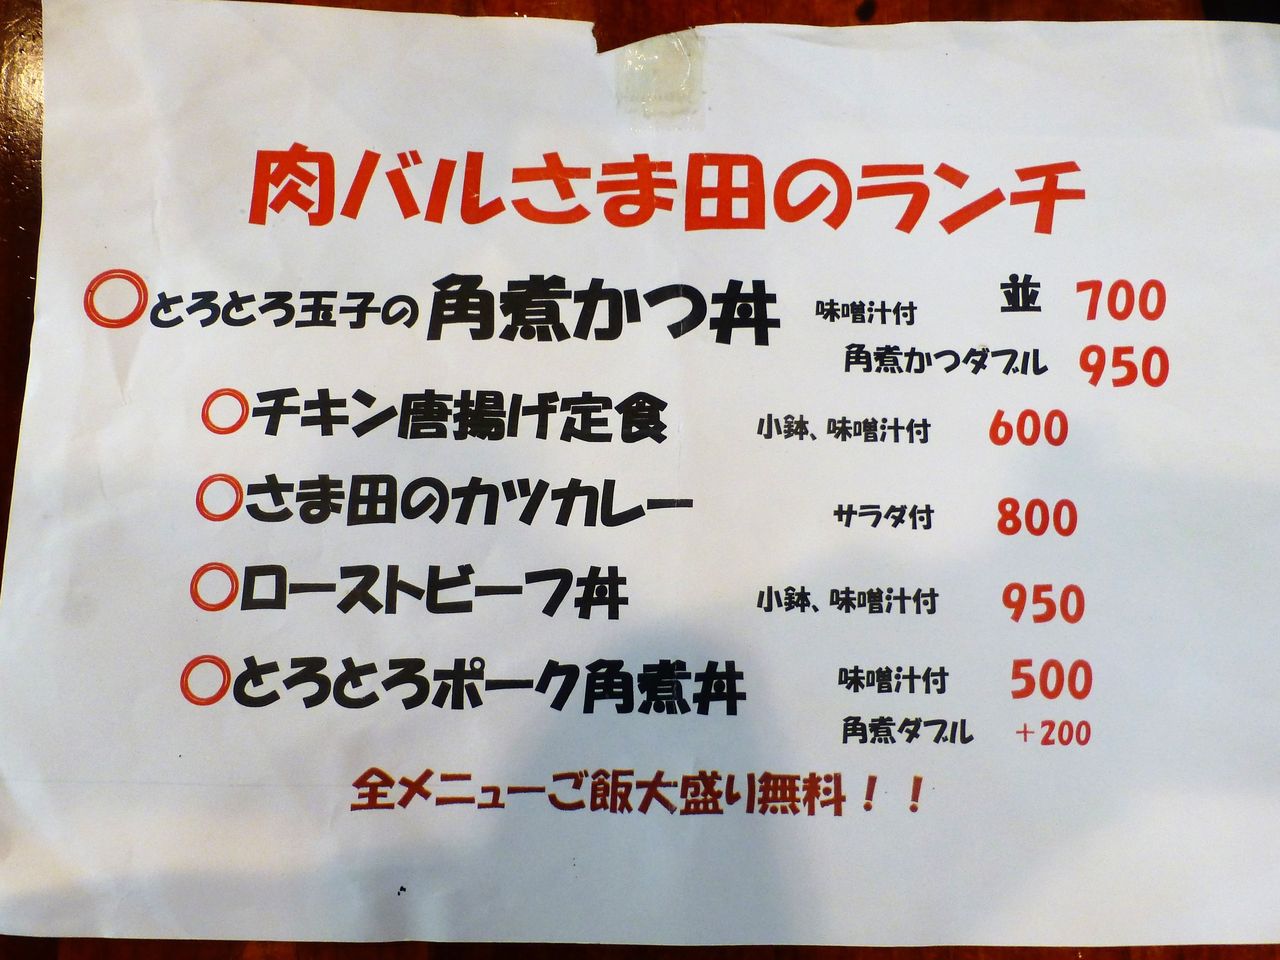 肉バルさま田のランチ
○とろとろ玉子の角煮かつ丼 味噌汁付 並 700
角煮かつダブル 950
○チキン唐揚げ定食 小鉢、味噌汁付 600
○さま田のカツカレー サラダ付 800
○ローストビーフ丼 小鉢、味噌汁付 950
○とろとろポーク角煮丼 味噌汁付 500
角煮ダブル +200
全メニューご飯大盛り無料！！